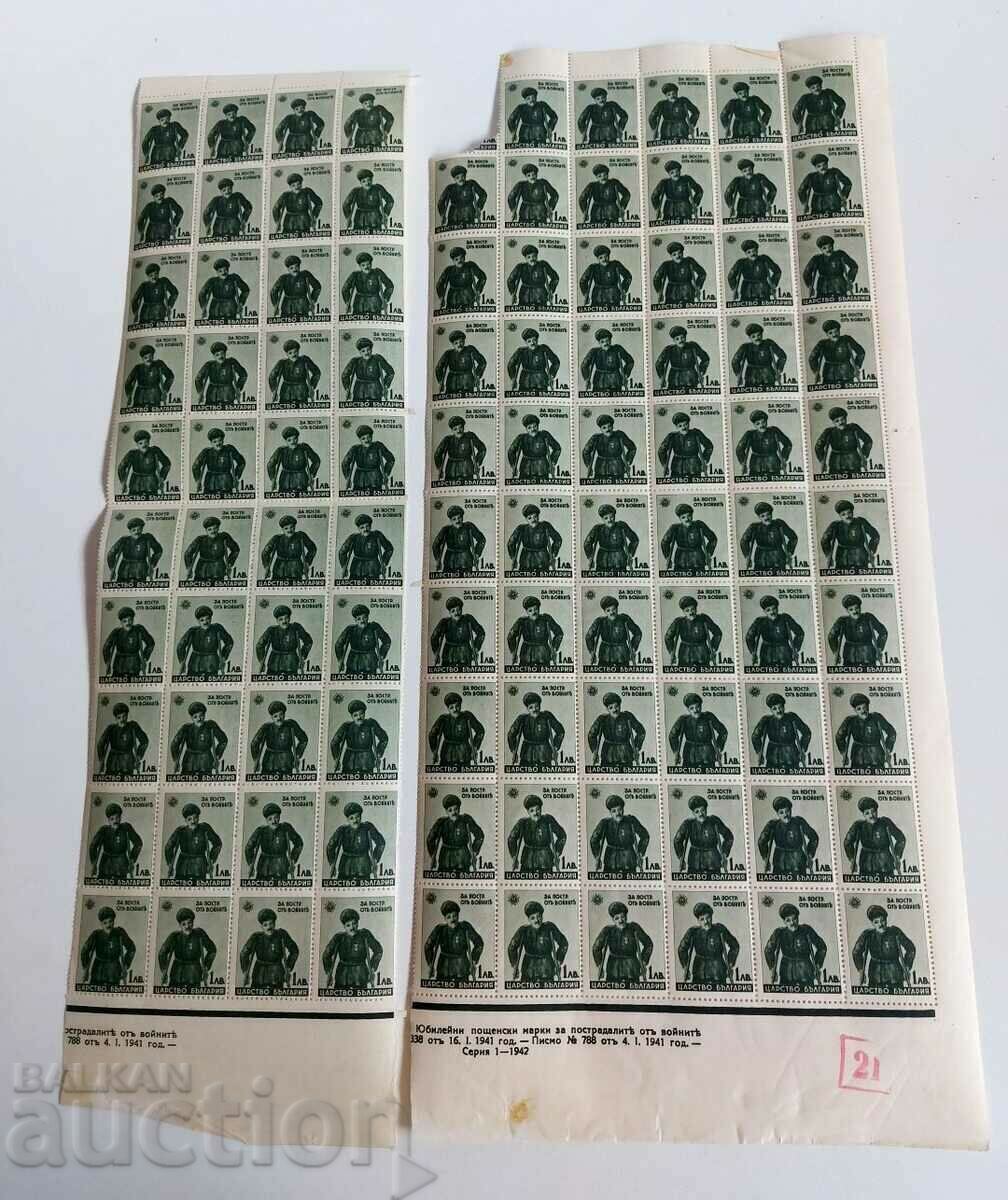 ЗА ПОСТР.
ОТЪ ВОЙНИТѢ
1ЛВ.
ЦАРСТВО БЪЛГАРИЯ
острадалитѣ отъ войнитѣ
788 отъ 4. I. 1941 год. —
Юбилейни пощенски марки за пострадалитѣ отъ войнитѣ
338 отъ 16. I. 1941 год. — Писмо № 788 отъ 4. I. 1941 год. —
Серия 1—1942
21
BALKAN
auction